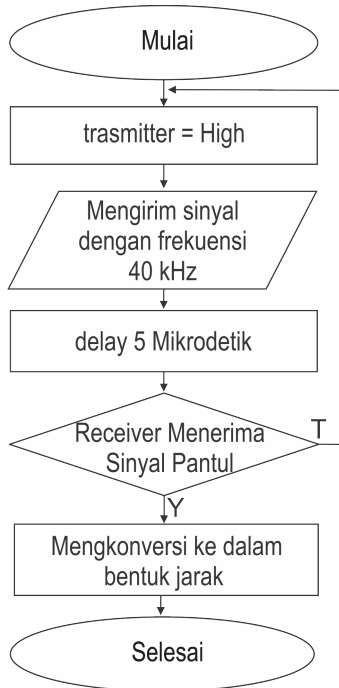 Mulai
trasmitter = High
Mengirim sinyal
dengan frekuensi
40 kHz
delay 5 Mikrodetik
Receiver Menerima
Sinyal Pantul
T
Y
Mengkonversi ke dalam
bentuk jarak
Selesai